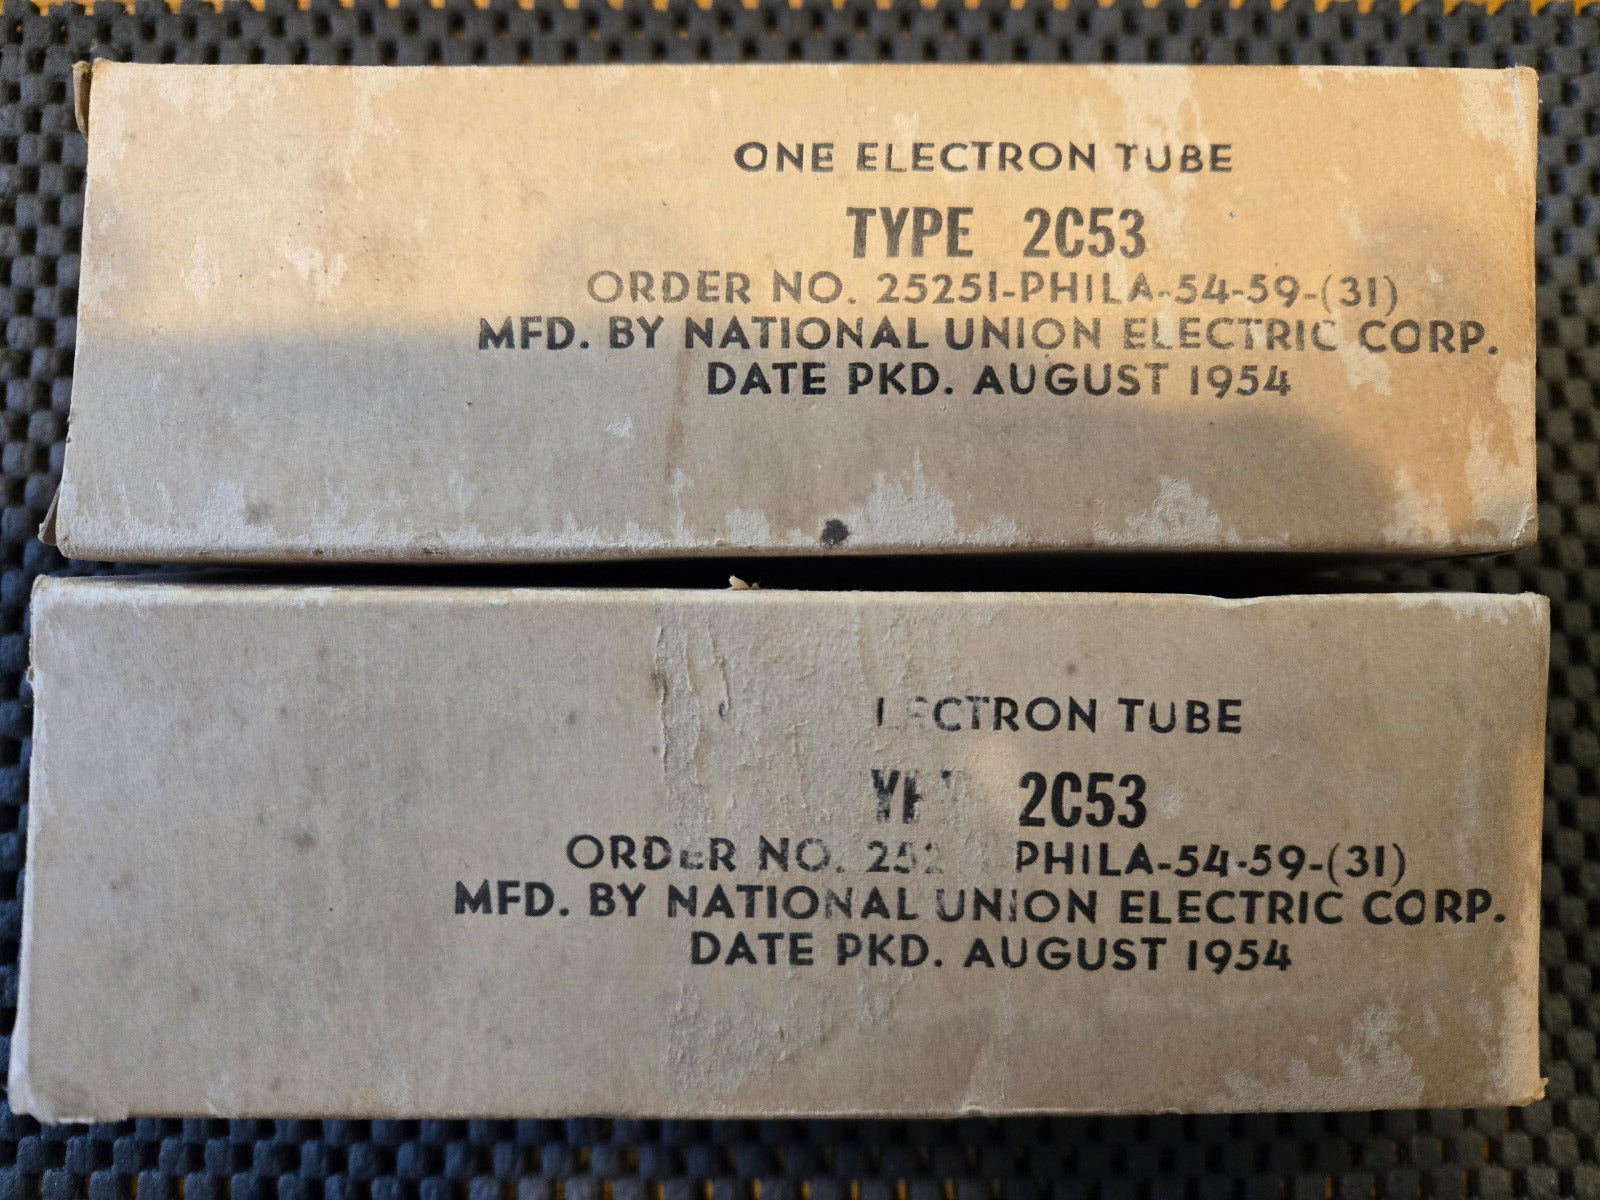 ONE ELECTRON TUBE
TYPE 2C53
ORDER NO. 25251-PHILA-54-59-(31)
MFD. BY NATIONAL UNION ELECTRIC CORP.
DATE PKD. AUGUST 1954
TUBE
2C53
ORDER NO. PHILA-54-59-(31)
MFD. BY NATIONAL UNION ELECTRIC CORP.
DATE PKD. AUGUST 1954